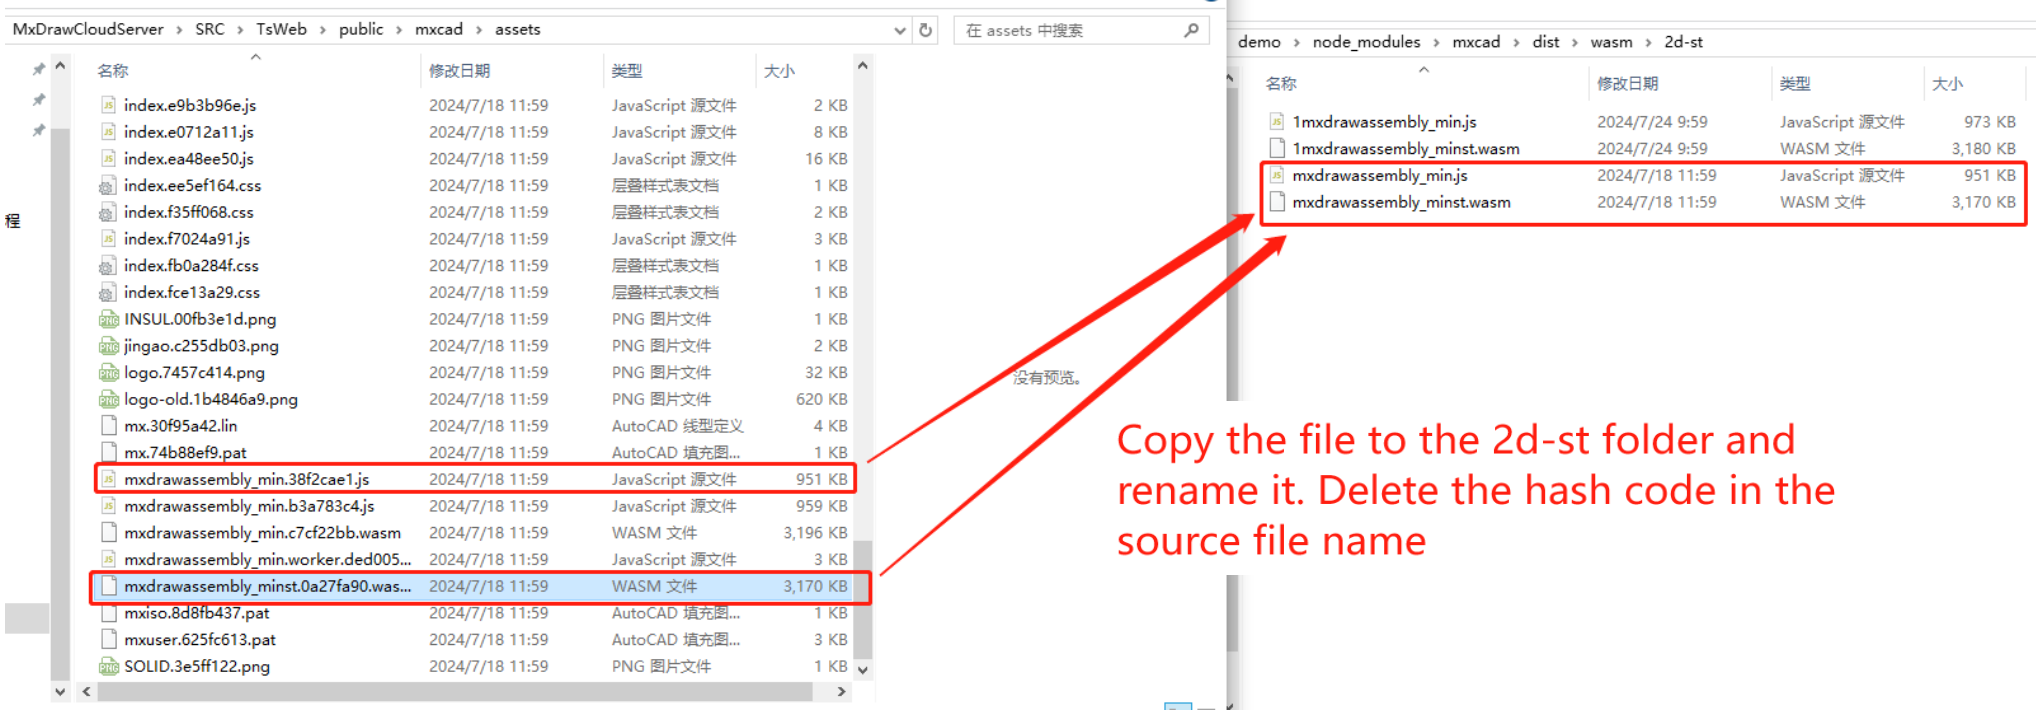 MxDrawCloudServer › SRC › TsWeb › public › mxcad › assets
在 assets 中搜索
程
名称 修改日期 类型 大小
index.e9b3b96e.js 2024/7/18 11:59 JavaScript 源文件 2 KB
index.e0712a11.js 2024/7/18 11:59 JavaScript 源文件 8 KB
index.ea48ee50.js 2024/7/18 11:59 JavaScript 源文件 16 KB
index.ee5ef164.css 2024/7/18 11:59 层叠样式表文档 1 KB
index.f35ff068.css 2024/7/18 11:59 层叠样式表文档 2 KB
index.f7024a91.js 2024/7/18 11:59 JavaScript 源文件 3 KB
index.fb0a284f.css 2024/7/18 11:59 层叠样式表文档 1 KB
index.fce13a29.css 2024/7/18 11:59 层叠样式表文档 1 KB
INSUL.00fb3e1d.png 2024/7/18 11:59 PNG 图片文件 1 KB
jingao.c255db03.png 2024/7/18 11:59 PNG 图片文件 2 KB
logo.7457c414.png 2024/7/18 11:59 PNG 图片文件 32 KB
logo-old.1b4846a9.png 2024/7/18 11:59 PNG 图片文件 620 KB
mx.30f95a42.lin 2024/7/18 11:59 AutoCAD 线型定义 4 KB
mx.74b88ef9.pat 2024/7/18 11:59 AutoCAD 填充图... 1 KB
mxdrawassembly_min.38f2cae1.js 2024/7/18 11:59 JavaScript 源文件 951 KB
mxdrawassembly_min.b3a783c4.js 2024/7/18 11:59 JavaScript 源文件 959 KB
mxdrawassembly_min.c7cf22bb.wasm 2024/7/18 11:59 WASM 文件 3,196 KB
mxdrawassembly_min.worker.ded005... 2024/7/18 11:59 JavaScript 源文件 3 KB
mxdrawassembly_minst.0a27fa90.was... 2024/7/18 11:59 WASM 文件 3,170 KB
mxiso.8d8fb437.pat 2024/7/18 11:59 AutoCAD 填充图... 1 KB
mxuser.625fc613.pat 2024/7/18 11:59 AutoCAD 填充图... 3 KB
SOLID.3e5ff122.png 2024/7/18 11:59 PNG 图片文件 1 KB
没有预览。
demo › node_modules › mxcad › dist › wasm › 2d-st
名称 修改日期 类型 大小
1mxdrawassembly_min.js 2024/7/24 9:59 JavaScript 源文件 973 KB
1mxdrawassembly_minst.wasm 2024/7/24 9:59 WASM 文件 3,180 KB
mxdrawassembly_min.js 2024/7/18 11:59 JavaScript 源文件 951 KB
mxdrawassembly_minst.wasm 2024/7/18 11:59 WASM 文件 3,170 KB
Copy the file to the 2d-st folder and
rename it. Delete the hash code in the
source file name